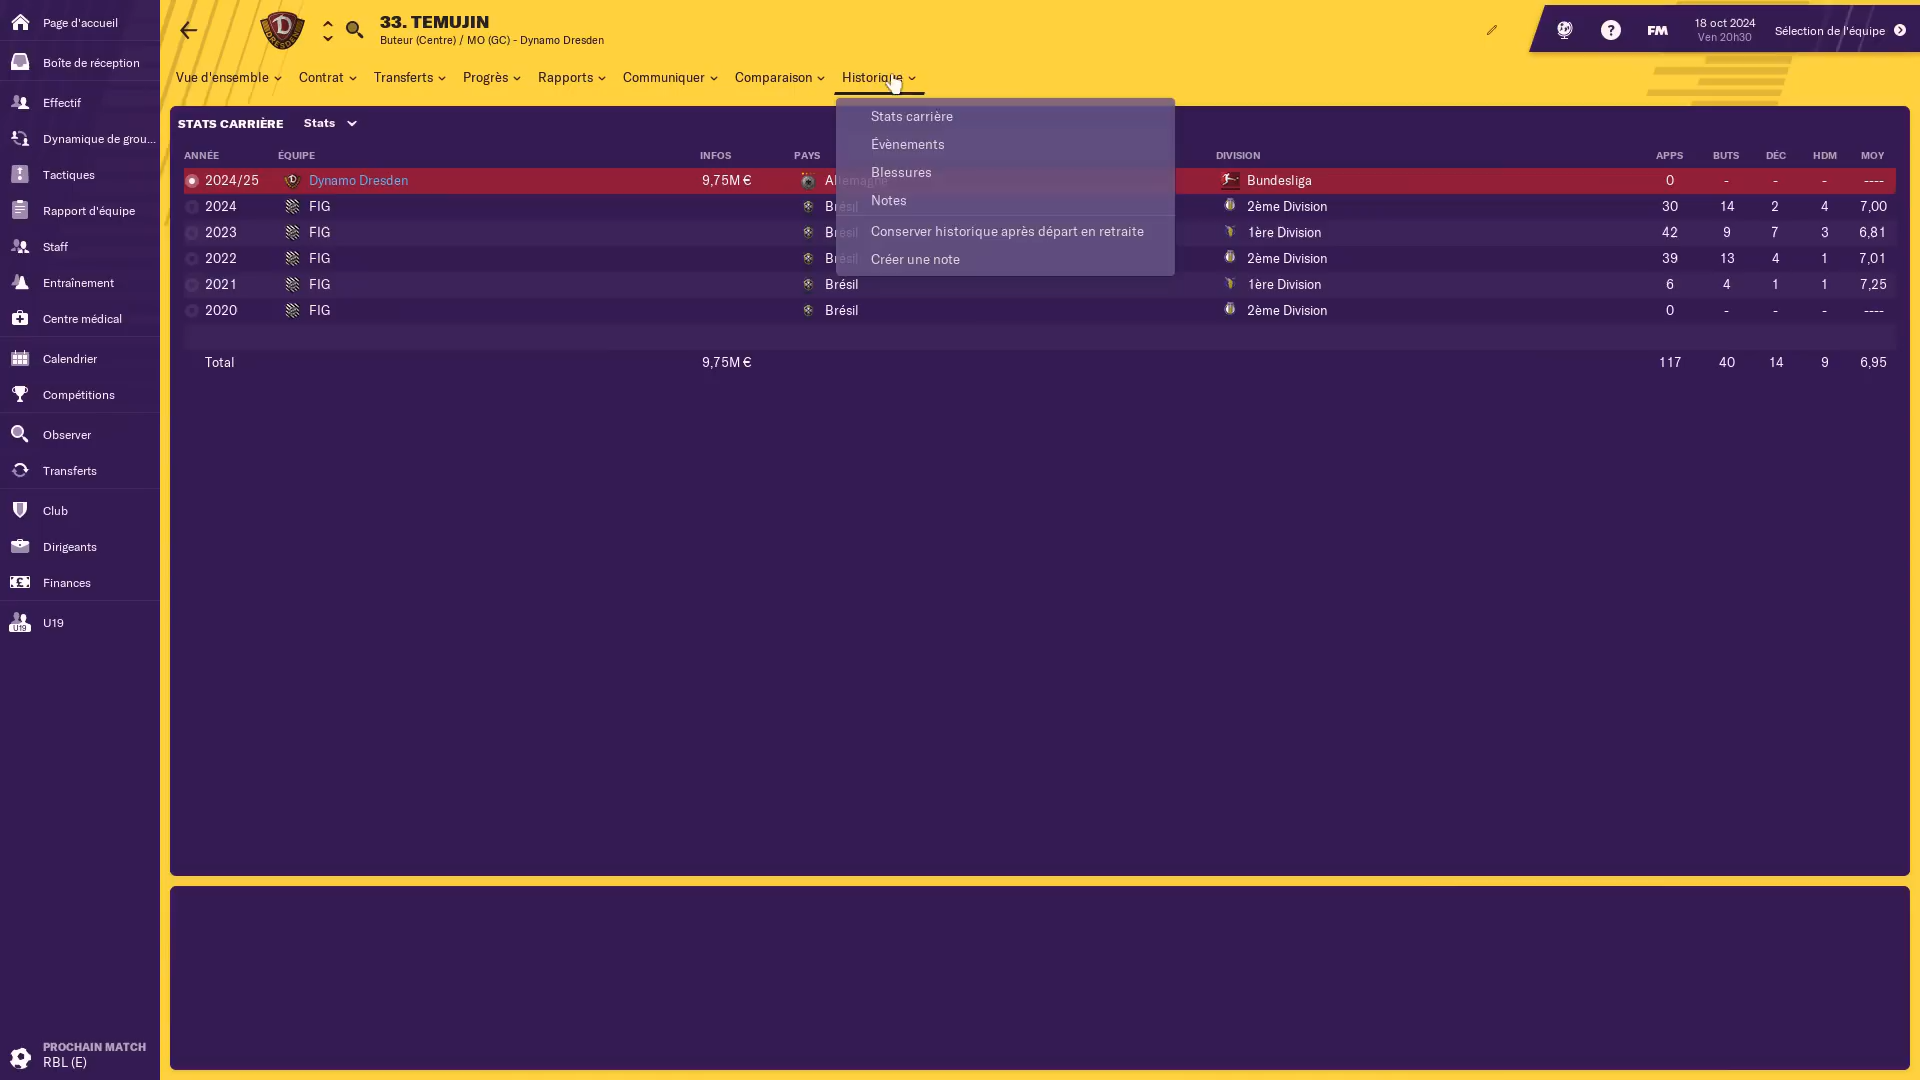 Page d'accueil
Boîte de réception
Effectif
Dynamique de grou...
Tactiques
Rapport d'équipe
Staff
Entraînement
Centre médical
Calendrier
Compétitions
Observer
Transferts
Club
Dirigeants
Finances
U19
U19
PROCHAIN MATCH
RBL (E)
33. TEMUJIN
Buteur (Centre) / MO (GC) - Dynamo Dresden
FM
18 oct 2024
Ven 20h30
Sélection de l'équipe
Vue d'ensemble Contrat Transferts Progrès Rapports Communiquer Comparaison Historique
Stats carrière
Évènements
Blessures
Notes
Conserver historique après départ en retraite
Créer une note
STATS CARRIÈRE Stats
ANNÉE ÉQUIPE INFOS PAYS DIVISION APPS BUTS DÉC HDM MOY
2024/25 Dynamo Dresden 9,75M € Allemagne Bundesliga 0 - - - ----
2024 FIG Brésil 2ème Division 30 14 2 4 7,00
2023 FIG Brésil 1ère Division 42 9 7 3 6,81
2022 FIG Brésil 2ème Division 39 13 4 1 7,01
2021 FIG Brésil 1ère Division 6 4 1 1 7,25
2020 FIG Brésil 2ème Division 0 - - - ----
Total 9,75M € 117 40 14 9 6,95